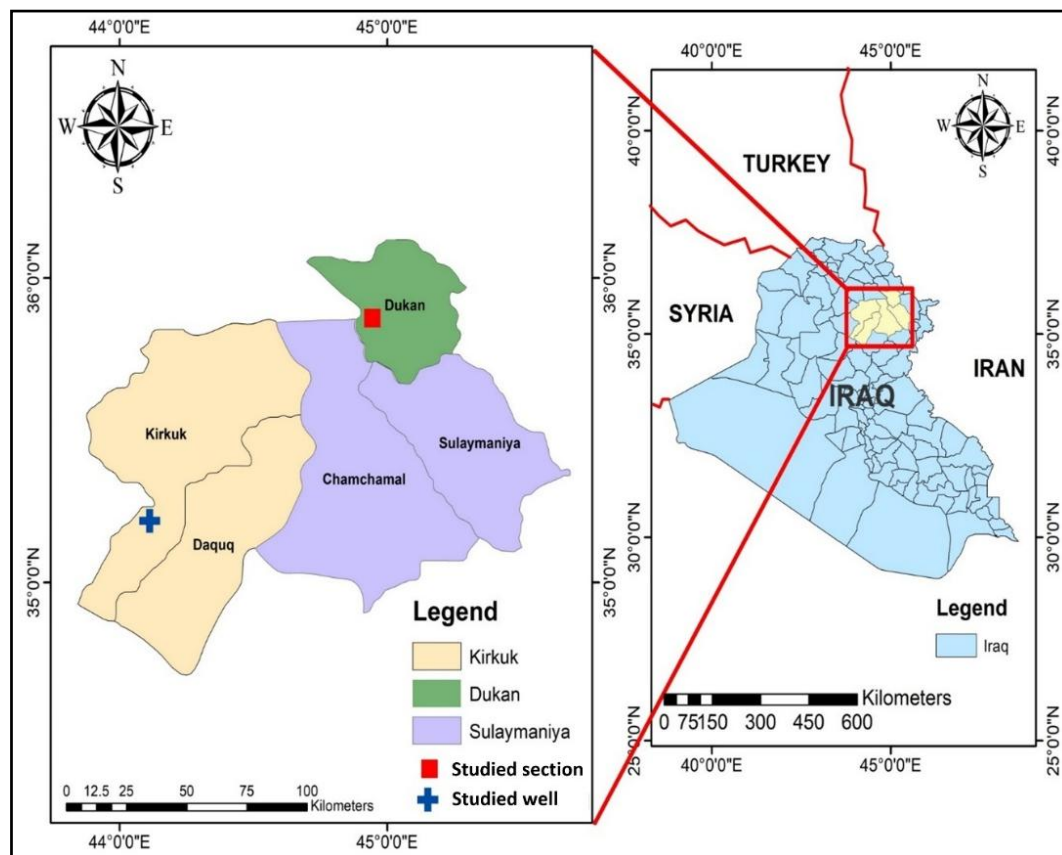 44°0'0"E 45°0'0"E
N
W E
S
36°0'0"N
36°0'0"N
35°0'0"N
35°0'0"N
Dukan
Kirkuk
Sulaymaniya
Chamchamal
Daquq
Legend
Kirkuk
Dukan
Sulaymaniya
Studied section
Studied well
0 12.5 25 50 75 100
Kilometers
44°0'0"E 45°0'0"E
40°0'0"E 45°0'0"E
N
W E
S
40°0'0"N
40°0'0"N
35°0'0"N
35°0'0"N
30°0'0"N
30°0'0"N
25°0'0"N
25°0'0"N
TURKEY
SYRIA
IRAN
IRAQ
Legend
Iraq
Kilometers
0 75150 300 450 600
40°0'0"E 45°0'0"E